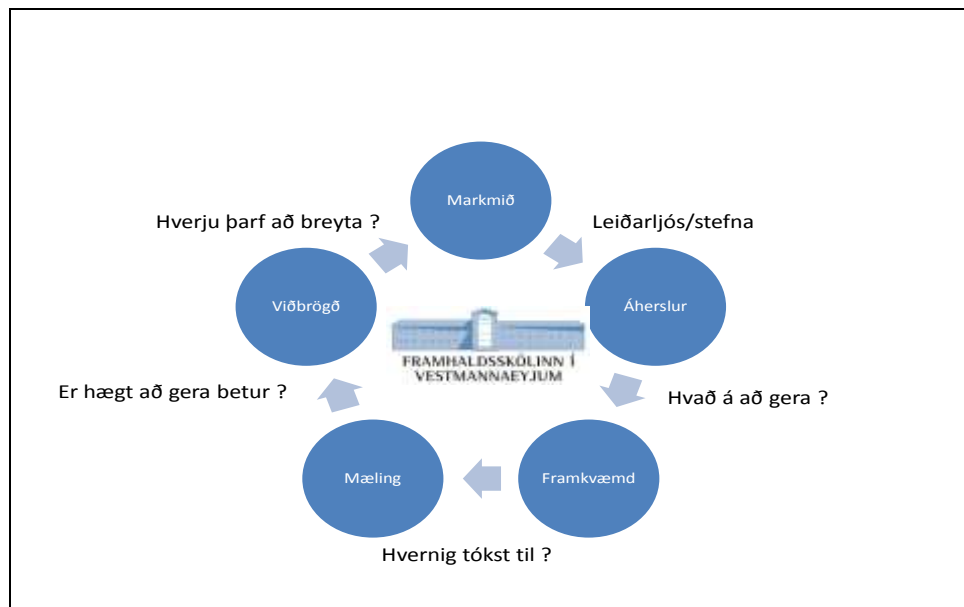 Markmið
Hverju þarf að breyta ?
Leiðarljós/stefna
Viðbrögð
Áherslur
FRAMHALDSSKÓLINN Í
VESTMANNAEYJUM
Er hægt að gera betur ?
Hvað á að gera ?
Mæling
Framkvæmd
Hvernig tókst til ?